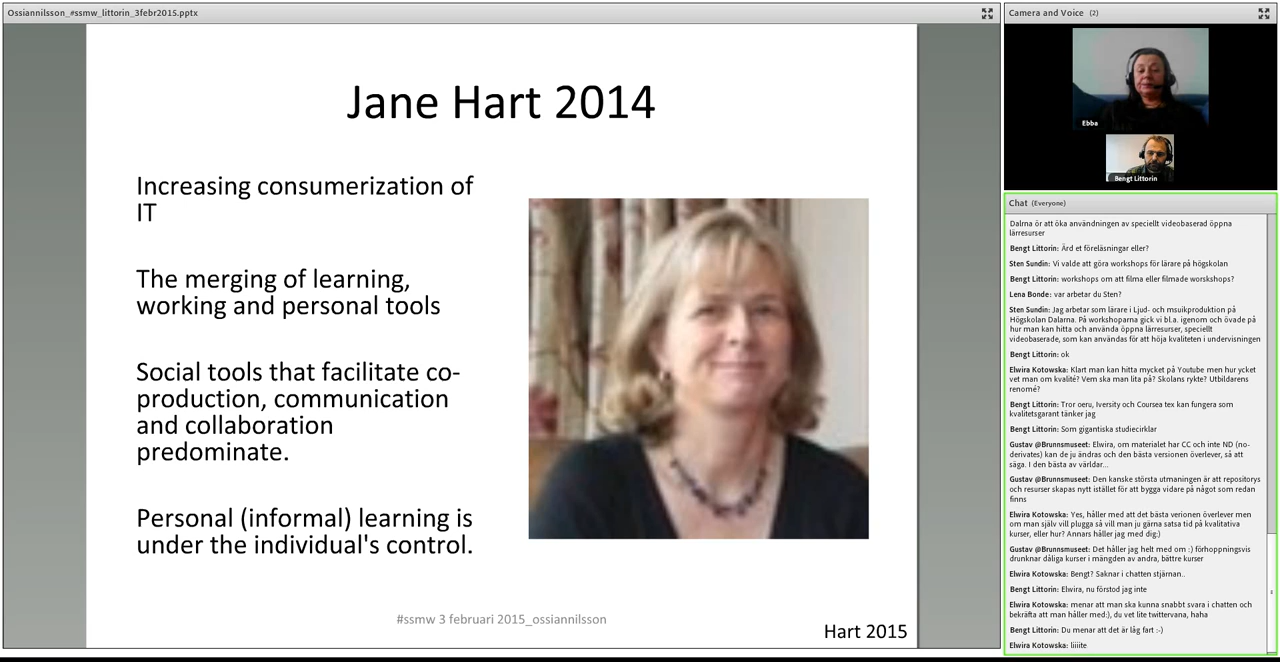 Ossiannilsson_#ssmw_littorin_3febr2015.pptx
Jane Hart 2014
Increasing consumerization of
IT
The merging of learning,
working and personal tools
Social tools that facilitate co-
production, communication
and collaboration
predominate.
Personal (informal) learning is
under the individual's control.
#ssmw 3 februari 2015_ossiannilsson
Hart 2015
Camera and Voice (2)
Ebba
Bengt Littorin
Chat (Everyone)
Dalrna ör att öka användningen av speciellt videobaserad öppna
lärresurser
Bengt Littorin: Ärd et föreläsningar eller?
Sten Sundin: Vi valde att göra workshops för lärare på högskolan
Bengt Littorin: workshops om att filma eller filmade worskshops?
Lena Bonde: var arbetar du Sten?
Sten Sundin: Jag arbetar som lärare i Ljud- och msuikproduktion på
Högskolan Dalarna. På workshoparna gick vi bl.a. igenom och övade på
hur man kan hitta och använda öppna lärresurser, speciellt
videobaserade, som kan användas för att höja kvaliteten i undervisningen
Bengt Littorin: ok
Elwira Kotowska: Klart man kan hitta mycket på Youtube men hur ycket
vet man om kvalité? Vem ska man lita på? Skolans rykte? Utbildarens
renomé?
Bengt Littorin: Tror oeru, Iversity och Coursea tex kan fungera som
kvalitetsgarant tänker jag
Bengt Littorin: Som gigantiska studiecirklar
Gustav @Brunnsmuseet: Elwira, om materialet har CC och inte ND (no-
derivates) kan de ju ändras och den bästa versionen överlever, så att
säga. I den bästa av världar...
Gustav @Brunnsmuseet: Den kanske största utmaningen är att repositorys
och resurser skapas nytt istället för att bygga vidare på något som redan
finns
Elwira Kotowska: Yes, håller med att det bästa verionen överlever men
om man själv vill plugga så vill man ju gärna satsa tid på kvalitativa
kurser, eller hur? Annars håller jag med dig:)
Gustav @Brunnsmuseet: Det håller jag helt med om :) förhoppningsvis
drunknar dåliga kurser i mängden av andra, bättre kurser
Elwira Kotowska: Bengt? Saknar i chatten stjärnan..
Bengt Littorin: Elwira, nu förstod jag inte
Elwira Kotowska: menar att man ska kunna snabbt svara i chatten och
bekräfta att man håller med:), du vet lite twittervana, haha
Bengt Littorin: Du menar att det är låg fart :-)
Elwira Kotowska: liiiite